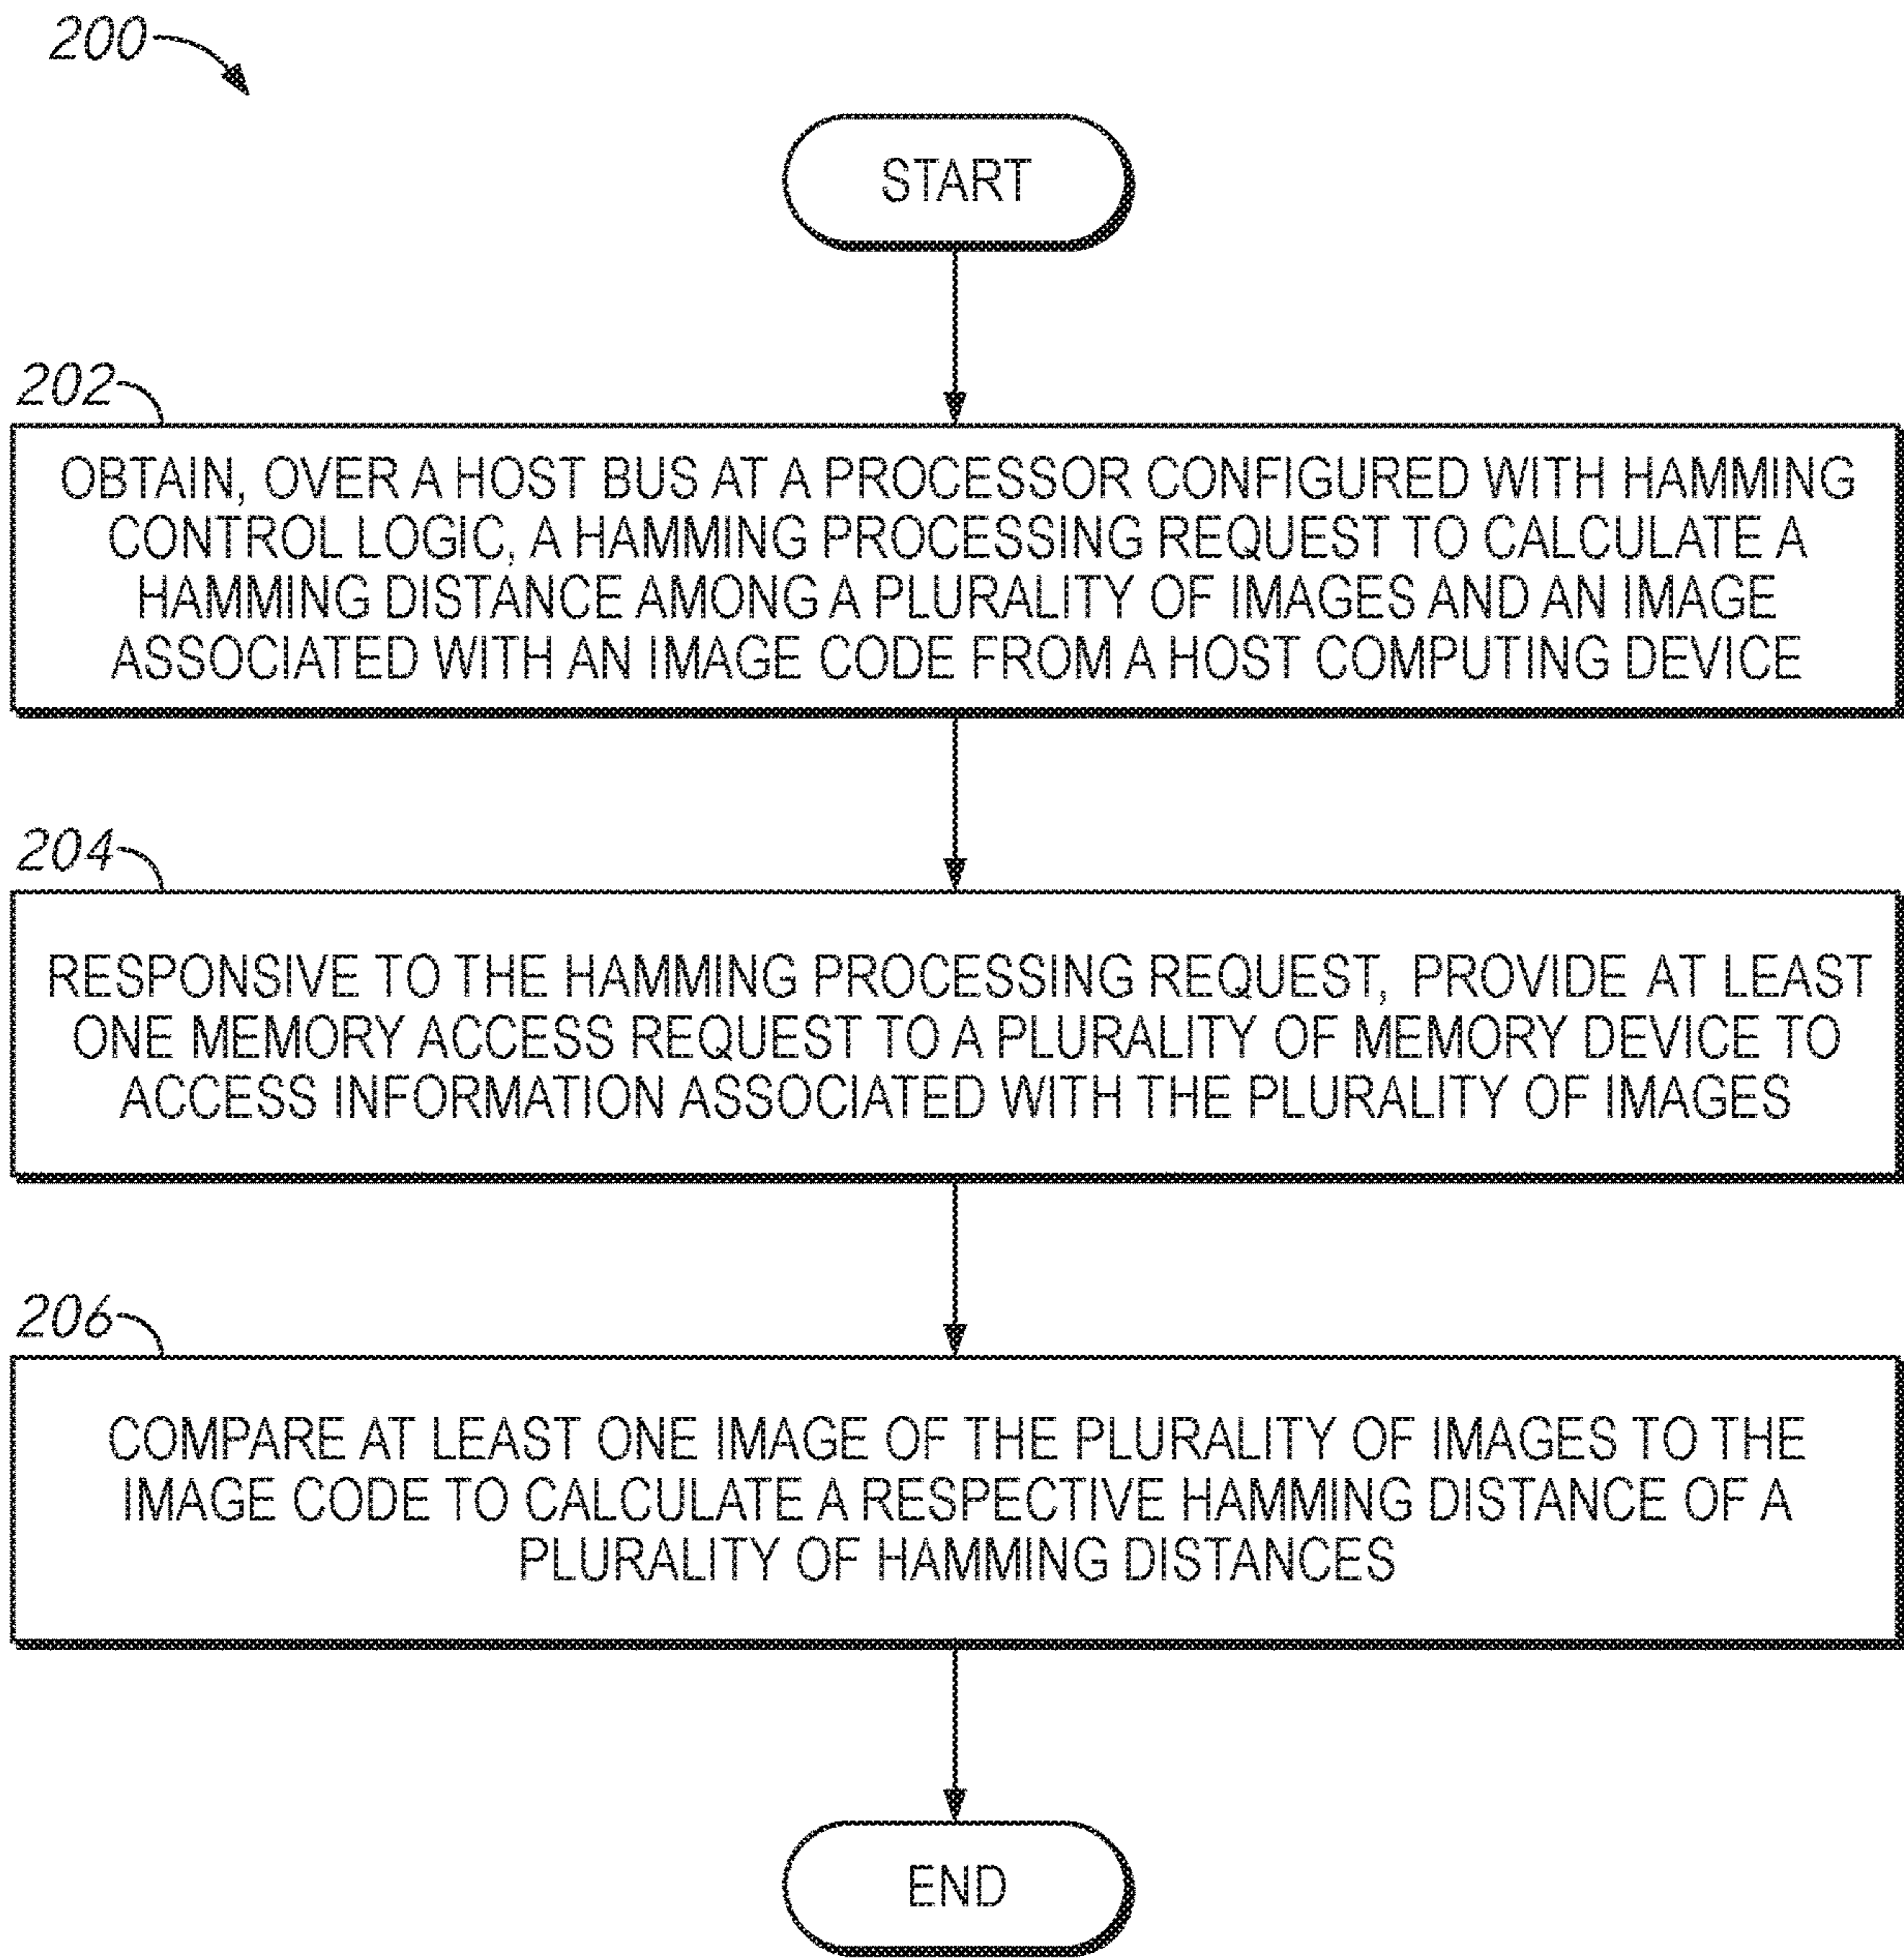 200
START
202
OBTAIN, OVER A HOST BUS AT A PROCESSOR CONFIGURED WITH HAMMING
CONTROL LOGIC, A HAMMING PROCESSING REQUEST TO CALCULATE A
HAMMING DISTANCE AMONG A PLURALITY OF IMAGES AND AN IMAGE
ASSOCIATED WITH AN IMAGE CODE FROM A HOST COMPUTING DEVICE
204
RESPONSIVE TO THE HAMMING PROCESSING REQUEST, PROVIDE AT LEAST
ONE MEMORY ACCESS REQUEST TO A PLURALITY OF MEMORY DEVICE TO
ACCESS INFORMATION ASSOCIATED WITH THE PLURALITY OF IMAGES
206
COMPARE AT LEAST ONE IMAGE OF THE PLURALITY OF IMAGES TO THE
IMAGE CODE TO CALCULATE A RESPECTIVE HAMMING DISTANCE OF A
PLURALITY OF HAMMING DISTANCES
END